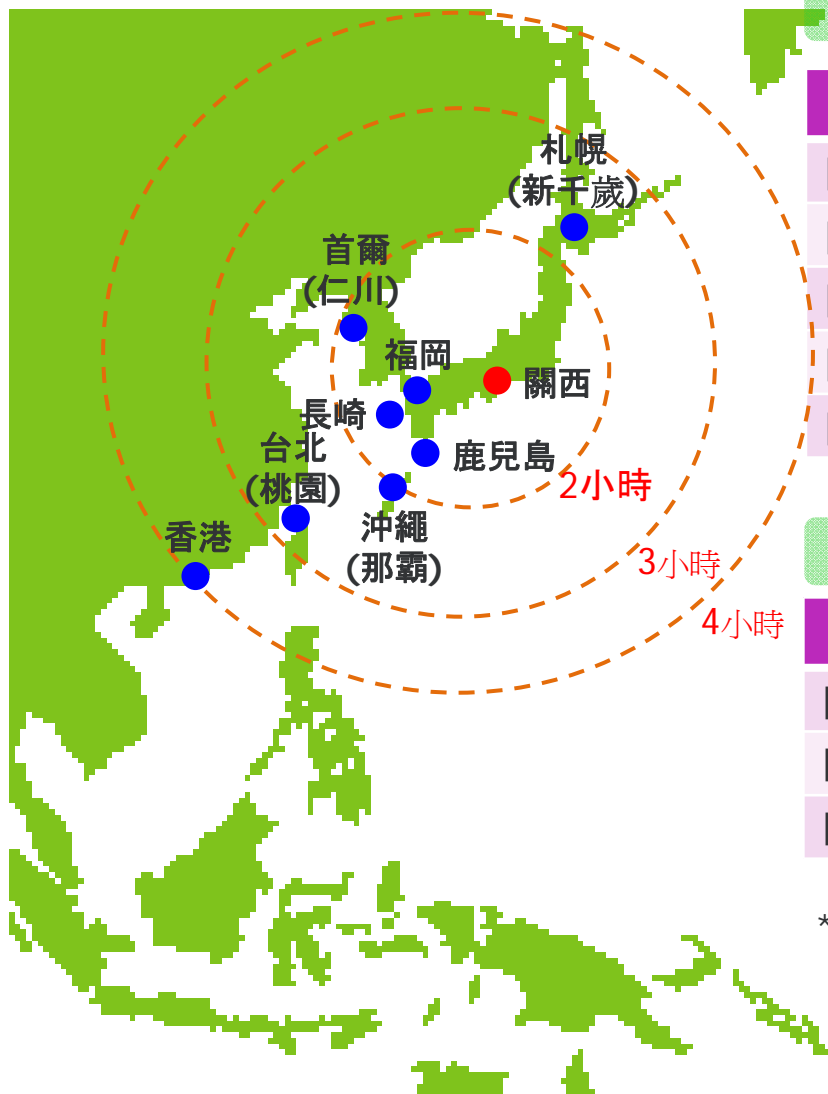 札幌
(新千歲)
首爾
(仁川)
福岡
關西
長崎
台北
(桃園)
鹿兒島
2小時
沖繩
(那霸)
香港
3小時
4小時
*